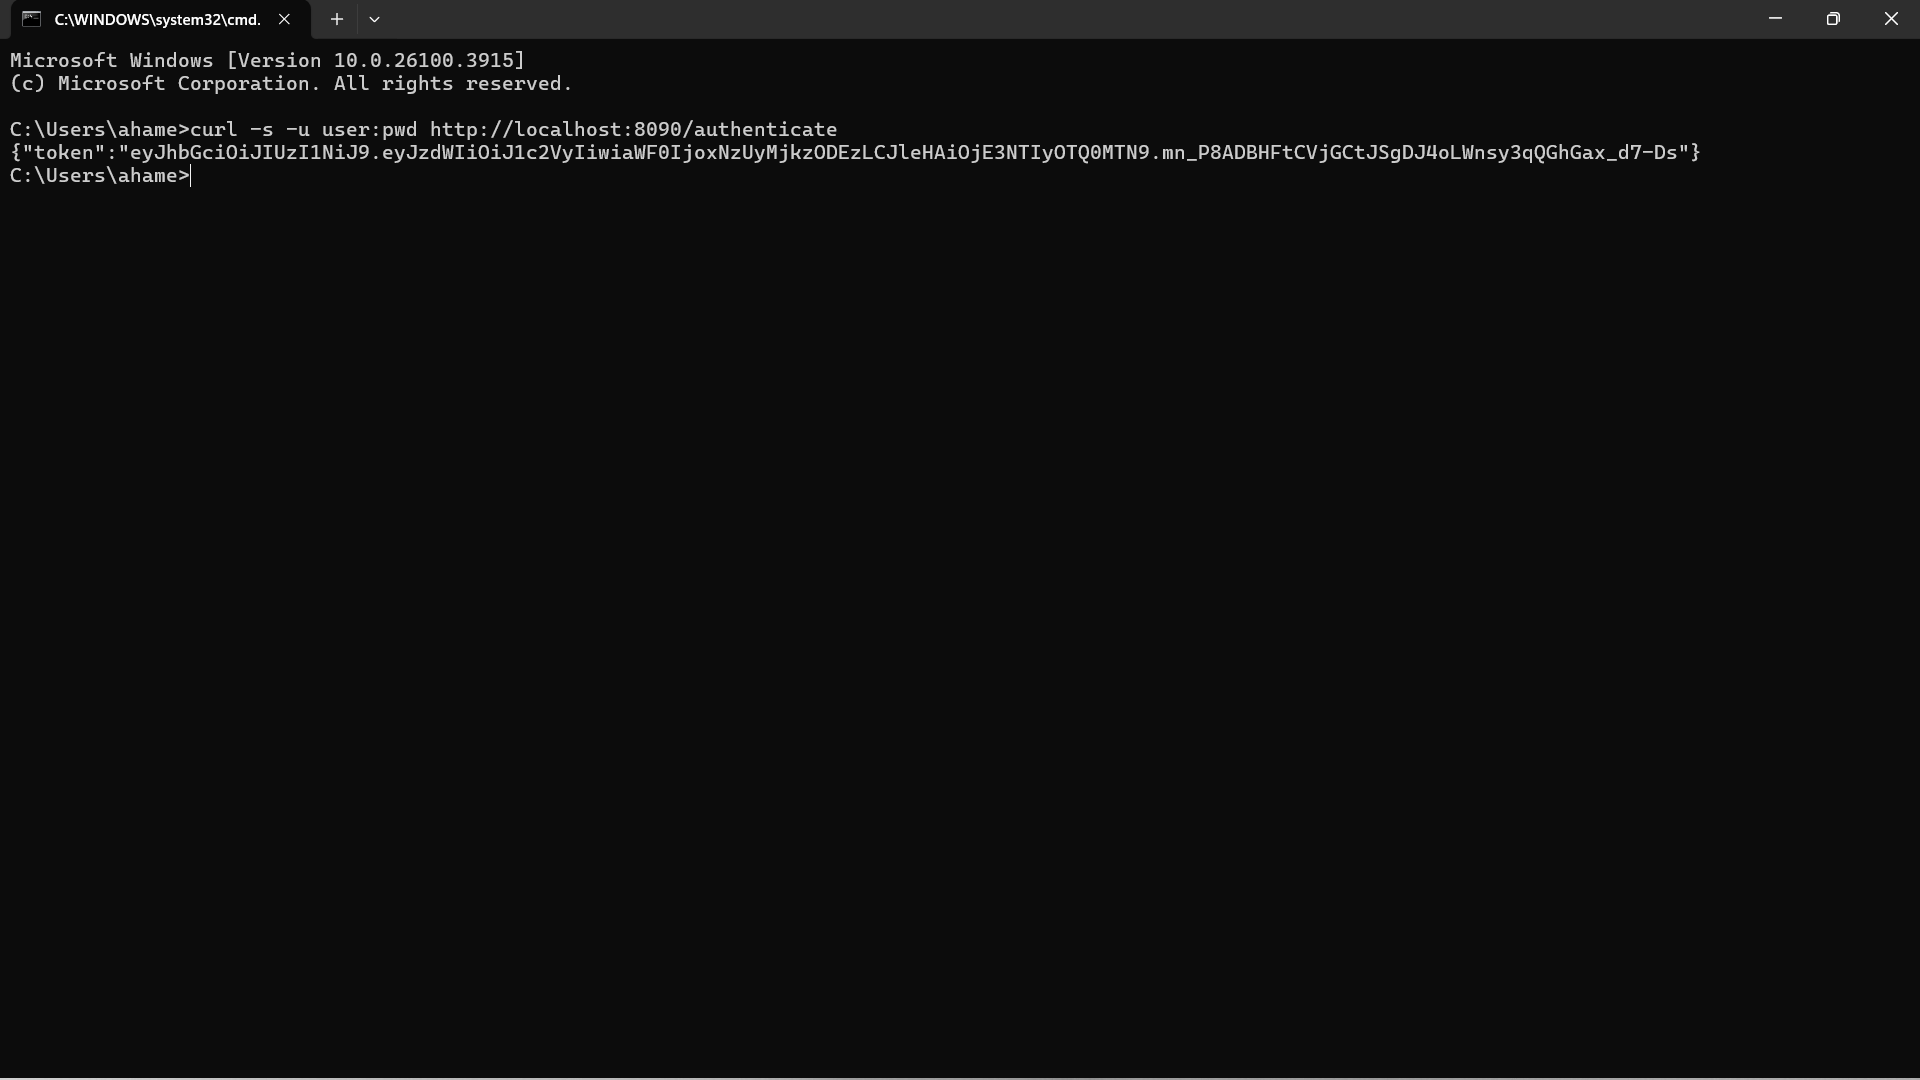 C:\WINDOWS\system32\cmd.
Microsoft Windows [Version 10.0.26100.3915]
(c) Microsoft Corporation. All rights reserved.
C:\Users\ahame>curl -s -u user:pwd http://localhost:8090/authenticate
{"token":"eyJhbGciOiJIUzI1NiJ9.eyJzdWIiOiJ1c2VyIiwiaWF0IjoxNzUyMjkzODEzLCJleHAiOjE3NTIyOTQ0MTN9.mn_P8ADBHFtCVjGCtJSgDJ4oLWnsy3qQGhGax_d7-Ds"}
C:\Users\ahame>